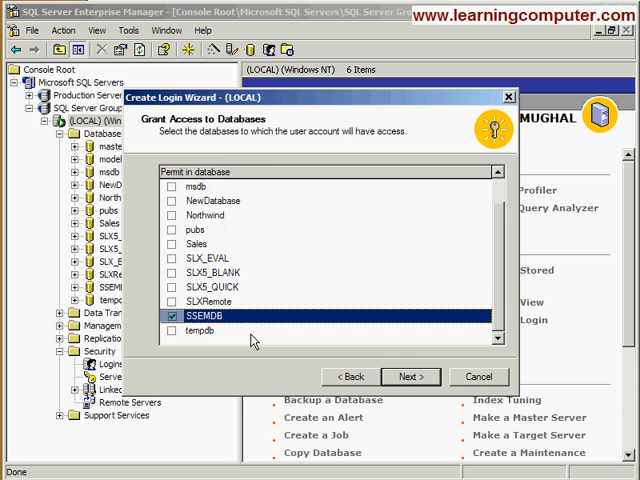 SQL Server Enterprise Manager - [Console Root\Microsoft SQL Servers\SQL Server Group
www.learningcomputer.com
File Action View Tools Window Help
Console Root
(LOCAL) (Windows NT) 6 Items
Microsoft SQL Servers
Production Serve
SQL Server Group
(LOCAL) (Win
Database
maste
model
msdb
NewD
North
pubs
Sales
SLX5_
SLX5_
SLX_E
SLXRe
SSEM
tempd
Data Tran
Managem
Replicatio
Security
Logins
Serve
Linked
Remote Servers
Support Services
Create Login Wizard - (LOCAL)
Grant Access to Databases
Select the databases to which the user account will have access.
Permit in database
msdb
NewDatabase
Northwind
pubs
Sales
SLX_EVAL
SLX5_BLANK
SLX5_QUICK
SLXRemote
SSEMDB
tempdb
< Back Next > Cancel
MUGHAL
Profiler
Query Analyzer
Stored
View
Login
Backup a Database Index Tuning
Create an Alert Make a Master Server
Create a Job Make a Target Server
Copy Database Create a Maintenance
Done